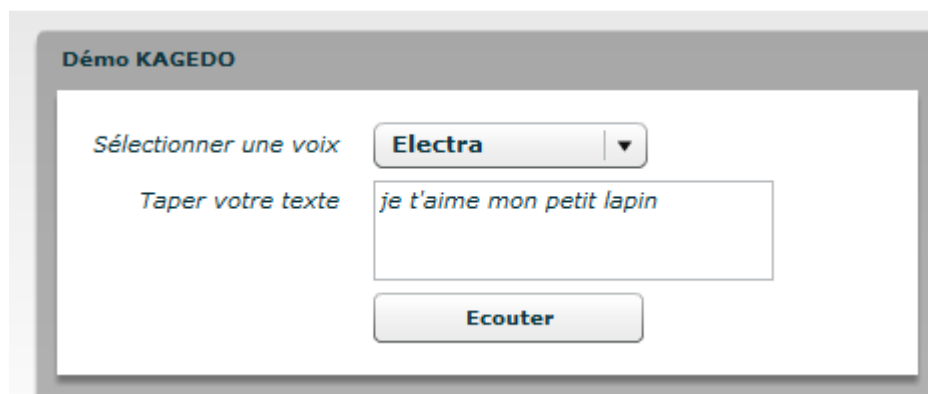 Démo KAGEDO
Sélectionner une voix Electra
Taper votre texte je t'aime mon petit lapin
Ecouter